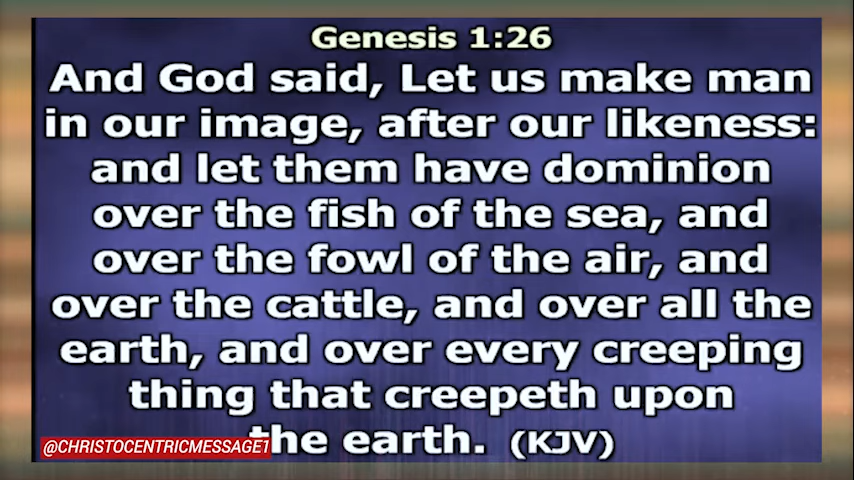 Genesis 1:26
And God said, Let us make man
in our image, after our likeness:
and let them have dominion
over the fish of the sea, and
over the fowl of the air, and
over the cattle, and over all the
earth, and over every creeping
thing that creepeth upon
the earth. (KJV)
@CHRISTOCENTRICMESSAGE1